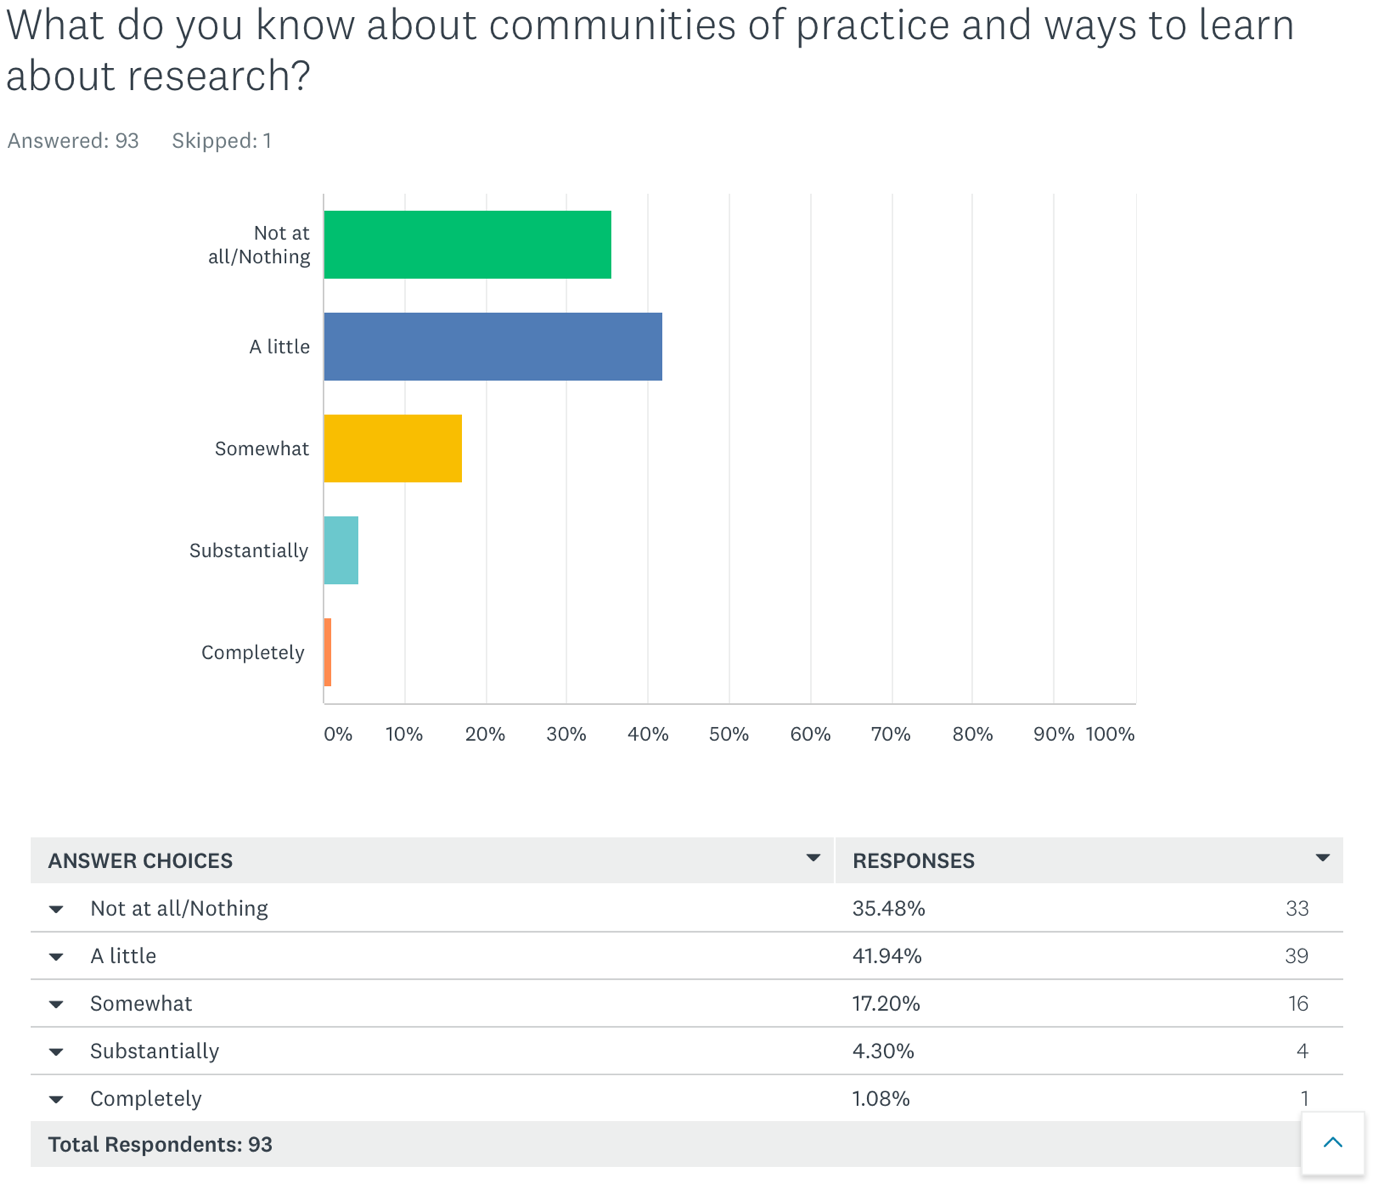 What do you know about communities of practice and ways to learn
about research?
Answered: 93 Skipped: 1
Not at
all/Nothing
A little
Somewhat
Substantially
Completely
0% 10% 20% 30% 40% 50% 60% 70% 80% 90% 100%
ANSWER CHOICES RESPONSES
Not at all/Nothing 35.48% 33
A little 41.94% 39
Somewhat 17.20% 16
Substantially 4.30% 4
Completely 1.08% 1
Total Respondents: 93